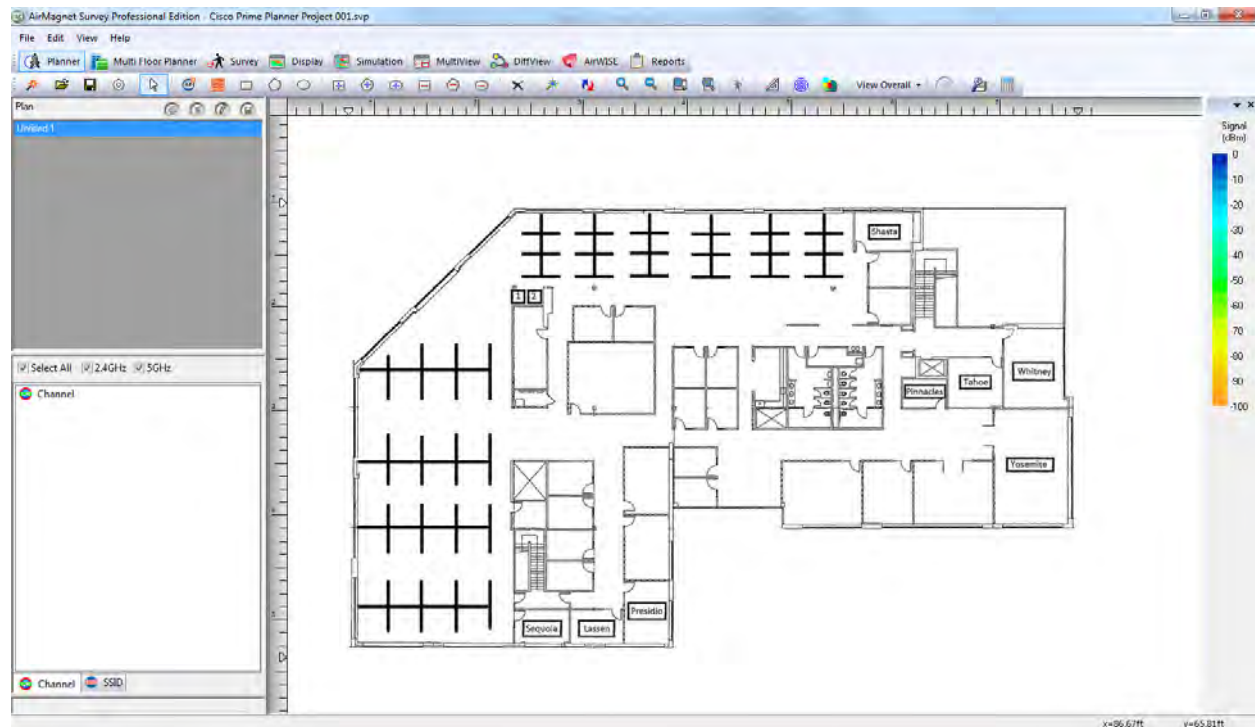 AirMagnet Survey Professional Edition - Cisco Prime Planner Project 001.svp
File Edit View Help
Planner Multi Floor Planner Survey Display Simulation MultiView DiffView AirWISE Reports
View Overall
Plan
Untitled 1
Signal
(dBm)
0
-10
-20
-30
-40
-50
-60
-70
-80
-90
-100
Select All 2.4GHz 5GHz
Channel
Shasta
1 2
Whitney
Tahoe
Pinnacles
Yosemite
Presidio
Sequoia Lassen
Channel SSID
x=86.67ft y=65.81ft